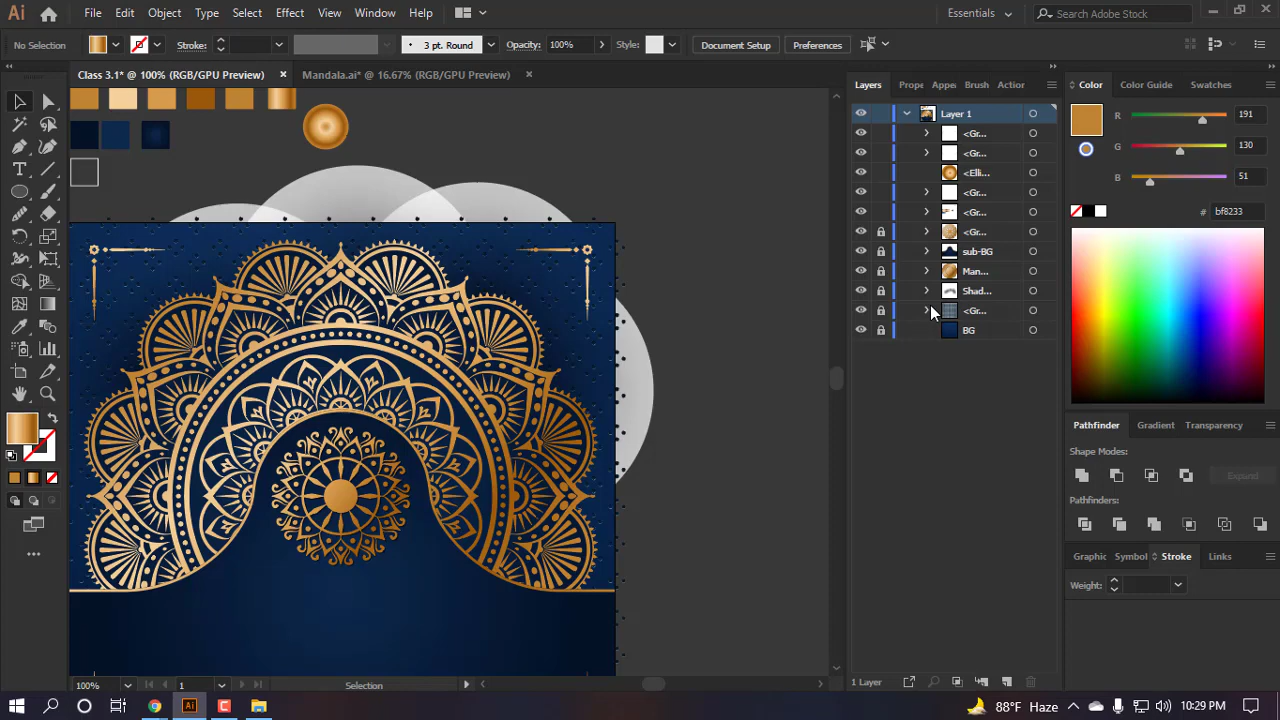 Ai File Edit Object Type Select Effect View Window Help Essentials Search Adobe Stock
No Selection Stroke: 3 pt. Round Opacity: 100% Style: Document Setup Preferences
Class 3.1* @ 100% (RGB/GPU Preview) Mandala.ai* @ 16.67% (RGB/GPU Preview)
Layers Prope Appea Brush Action Color Color Guide Swatches
Layer 1
<Gr...
<Gr...
<Elli...
<Gr...
<Gr...
<Gr...
sub-BG
Man...
Shad...
<Gr...
BG
R 191
G 130
B 51
# bf8233
Pathfinder Gradient Transparency
Shape Modes:
Expand
Pathfinders:
Graphic Symbol Stroke Links
Weight:
1 Layer
100% 1 Selection
Ai 88°F Haze 10:29 PM